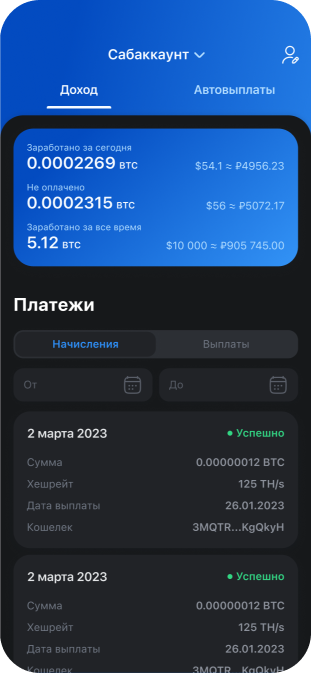 Сабаккаунт
Доход Автовыплаты
Заработано за сегодня
0.0002269 BTC $54.1 ≈ ₽4956.23
Не оплачено
0.0002315 BTC $56 ≈ ₽5072.17
Заработано за все время
5.12 BTC $10 000 ≈ ₽905 745.00
Платежи
Начисления Выплаты
От До
2 марта 2023 Успешно
Сумма 0.00000012 BTC
Хешрейт 125 TH/s
Дата выплаты 26.01.2023
Кошелек 3MQTR...KgQkyH
2 марта 2023 Успешно
Сумма 0.00000012 BTC
Хешрейт 125 TH/s
Дата выплаты 26.01.2023
Кошелек 3MQTR...KgQkyH